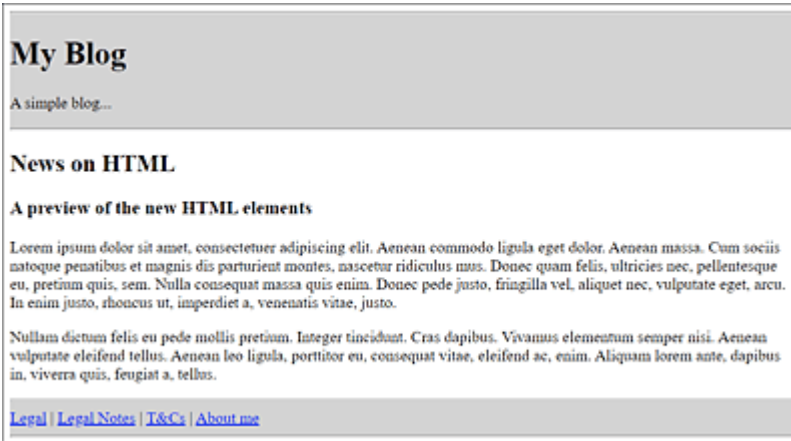 My Blog
A simple blog...
News on HTML
A preview of the new HTML elements
Lorem ipsum dolor sit amet, consectetuer adipiscing elit. Aenean commodo ligula eget dolor. Aenean massa. Cum sociis
natoque penatibus et magnis dis parturient montes, nascetur ridiculus mus. Donec quam felis, ultricies nec, pellentesque
eu, pretium quis, sem. Nulla consequat massa quis enim. Donec pede justo, fringilla vel, aliquet nec, vulputate eget, arcu.
In enim justo, rhoncus ut, imperdiet a, venenatis vitae, justo.
Nullam dictum felis eu pede mollis pretium. Integer tincidunt. Cras dapibus. Vivamus elementum semper nisi. Aenean
vulputate eleifend tellus. Aenean leo ligula, porttitor eu, consequat vitae, eleifend ac, enim. Aliquam lorem ante, dapibus
in, viverra quis, feugiat a, tellus.
Legal | Legal Notes | T&Cs | About me